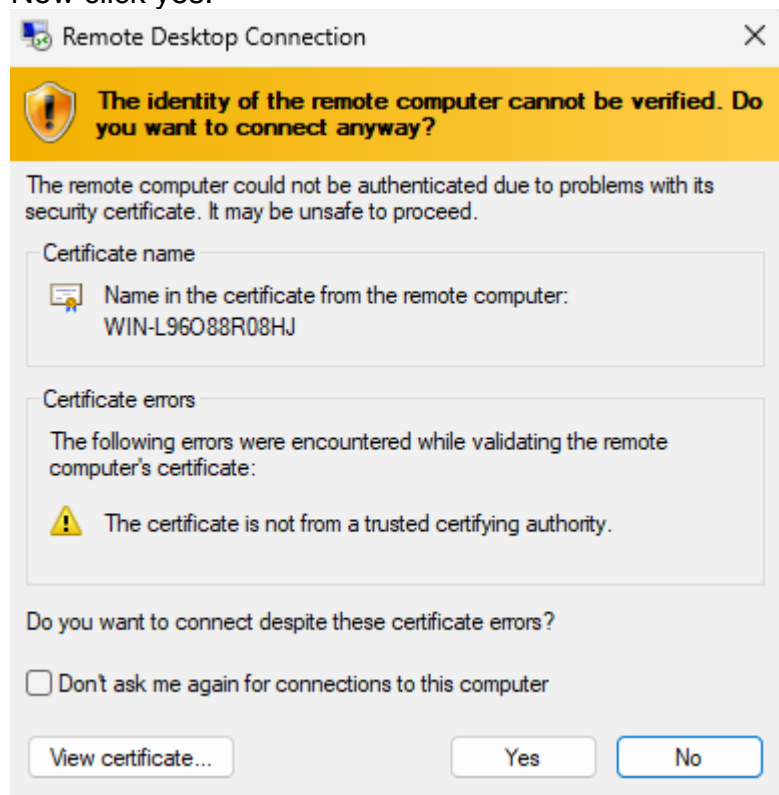 Now click yes.
Remote Desktop Connection
The identity of the remote computer cannot be verified. Do
you want to connect anyway?
The remote computer could not be authenticated due to problems with its
security certificate. It may be unsafe to proceed.
Certificate name
Name in the certificate from the remote computer:
WIN-L96O88R08HJ
Certificate errors
The following errors were encountered while validating the remote
computer's certificate:
The certificate is not from a trusted certifying authority.
Do you want to connect despite these certificate errors?
Don't ask me again for connections to this computer
View certificate...
Yes
No